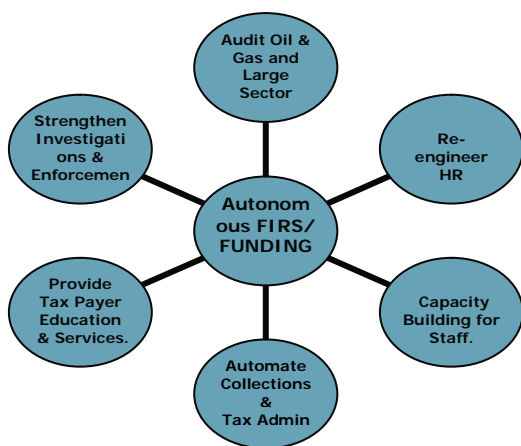 Audit Oil &
Gas and
Large
Sector
Strengthen
Investigati
ons &
Enforcemen
Re-
engineer
HR
Autonom
ous FIRS/
FUNDING
Provide
Tax Payer
Education
& Services.
Capacity
Building for
Staff.
Automate
Collections
&
Tax Admin